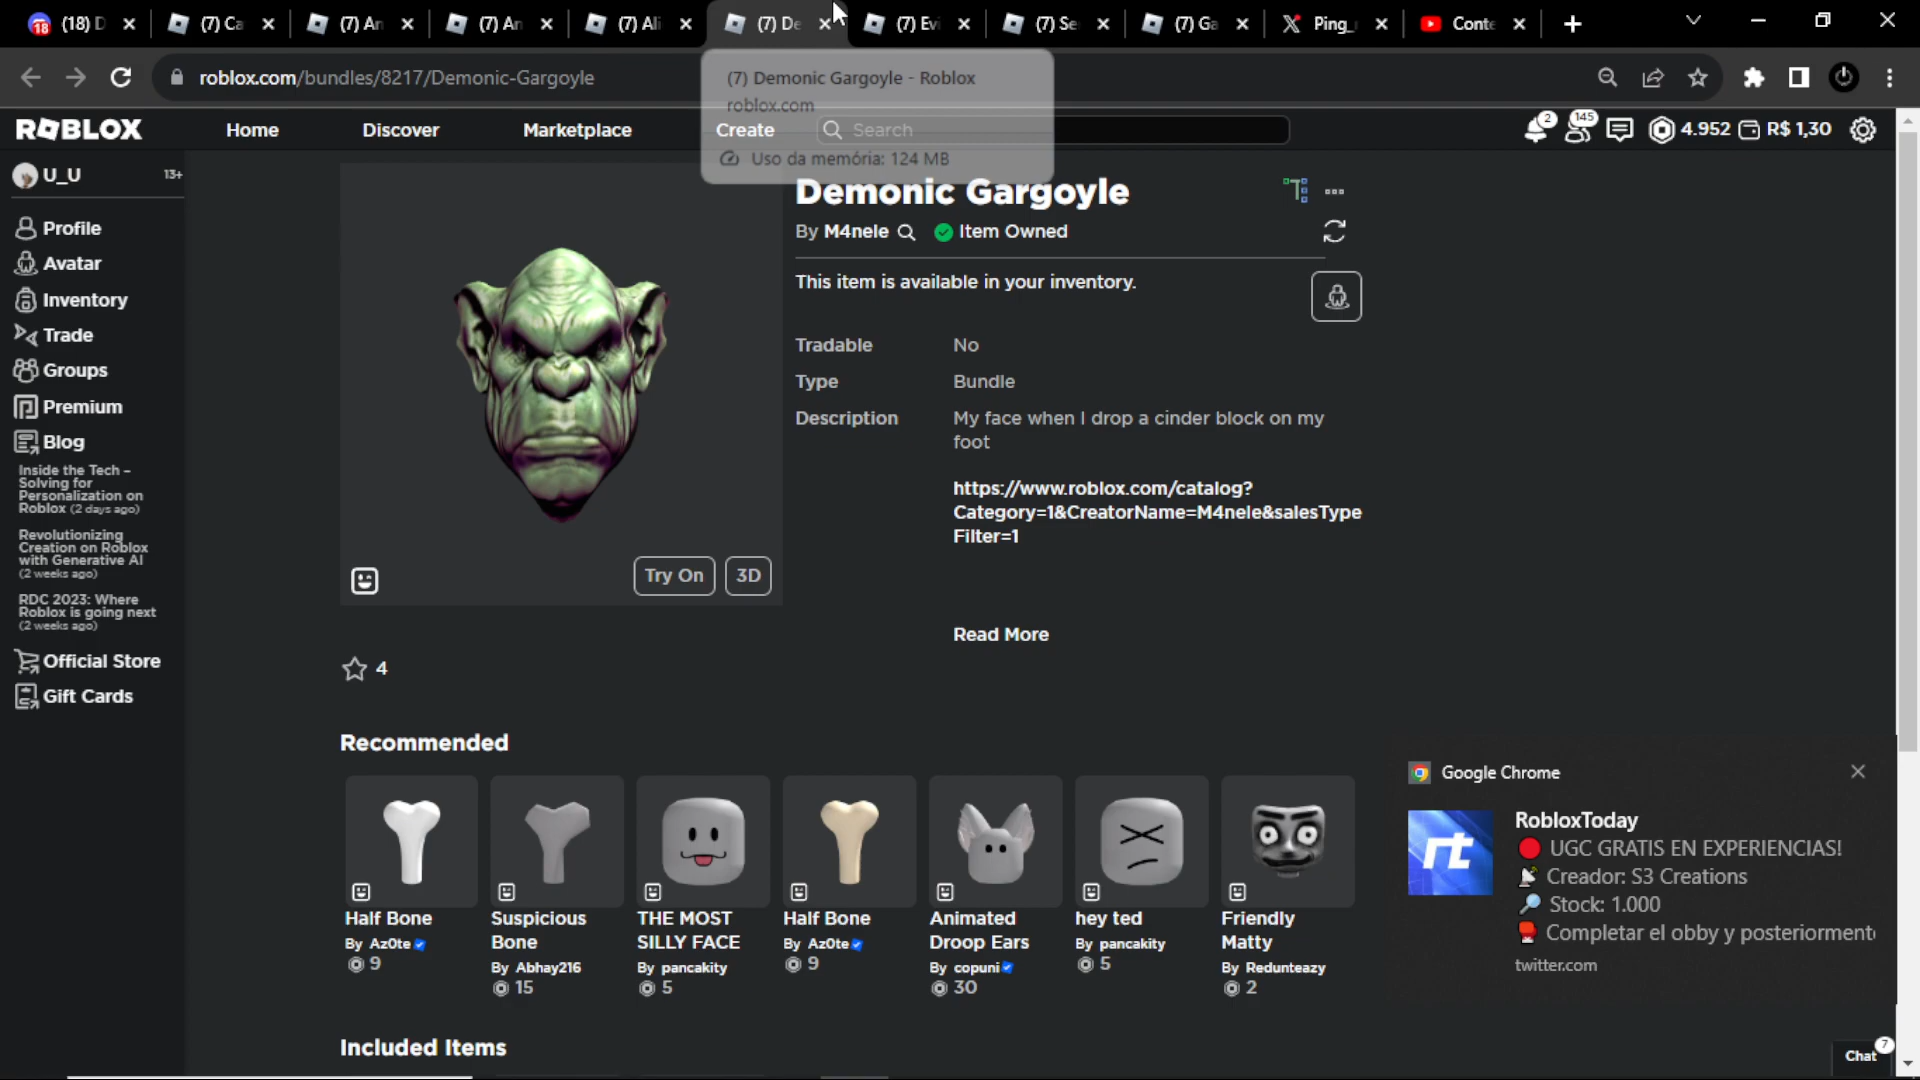 (18) D
(7) Ca
(7) An
(7) An
(7) Ali
(7) De
(7) Evi
(7) Se
(7) Ga
Ping_
Conte
roblox.com/bundles/8217/Demonic-Gargoyle
(7) Demonic Gargoyle - Roblox
roblox.com
Uso da memória: 124 MB
ROBLOX
Home
Discover
Marketplace
Create
Search
2
145
4.952
R$ 1,30
U_U
13+
Profile
Avatar
Inventory
Trade
Groups
Premium
Blog
Inside the Tech –
Solving for
Personalization on
Roblox (2 days ago)
Revolutionizing
Creation on Roblox
with Generative AI
(2 weeks ago)
RDC 2023: Where
Roblox is going next
(2 weeks ago)
Official Store
Gift Cards
Demonic Gargoyle
By M4nele
Item Owned
This item is available in your inventory.
Tradable No
Type Bundle
Description My face when I drop a cinder block on my
foot
https://www.roblox.com/catalog?
Category=1&CreatorName=M4nele&salesType
Filter=1
Read More
Try On
3D
4
Recommended
Half Bone
By Az0te
9
Suspicious
Bone
By Abhay216
15
THE MOST
SILLY FACE
By pancakity
5
Half Bone
By Az0te
9
Animated
Droop Ears
By copuni
30
hey ted
By pancakity
5
Friendly
Matty
By Redunteazy
2
Included Items
Google Chrome
rt
RobloxToday
UGC GRATIS EN EXPERIENCIAS!
Creador: S3 Creations
Stock: 1.000
Completar el obby y posteriorment
twitter.com
Chat
7